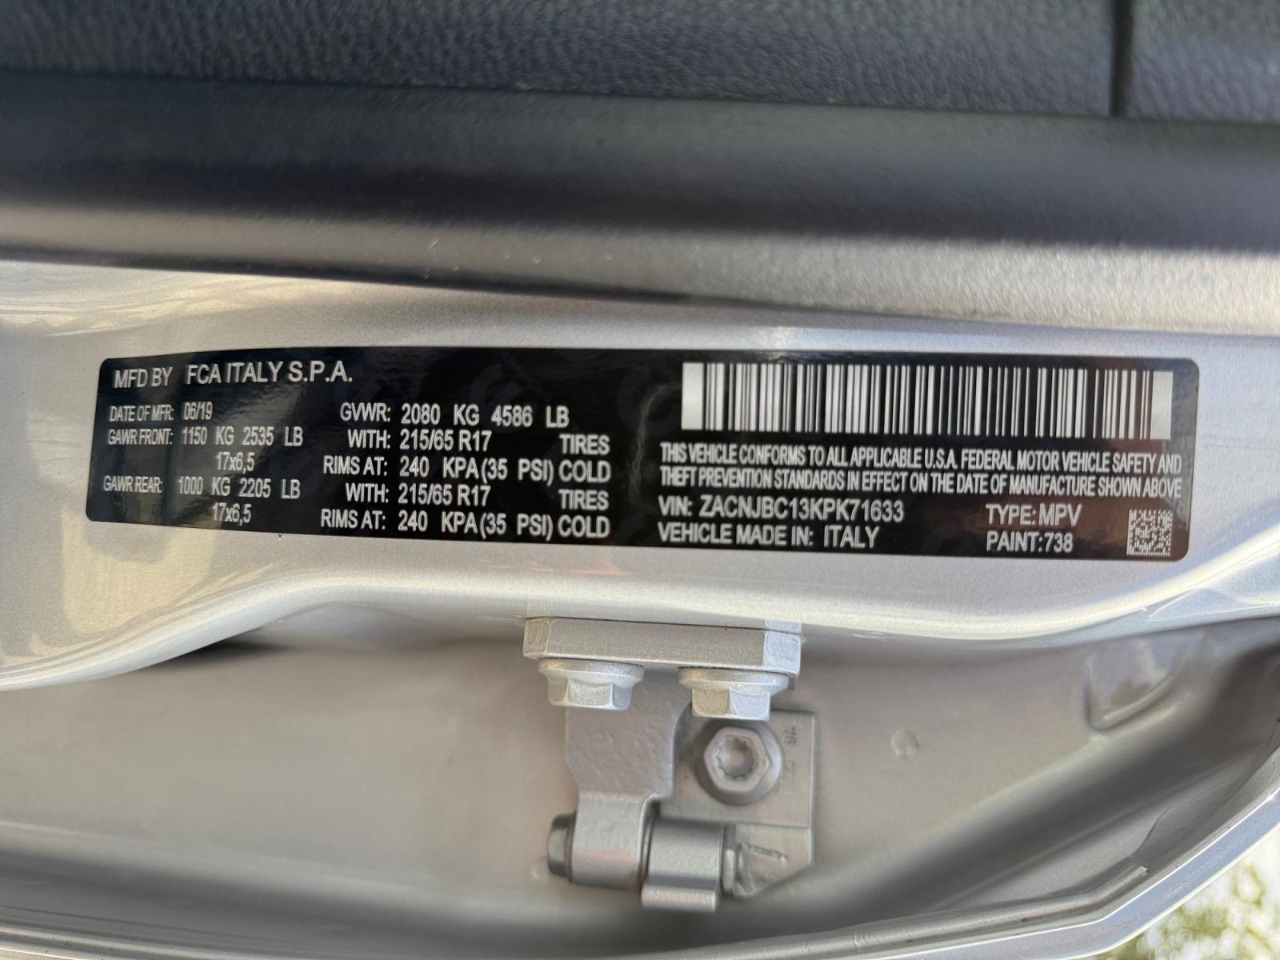 MFD BY FCA ITALY S.P.A.
DATE OF MFR: 06/19 GVWR: 2080 KG 4586 LB
GAWR FRONT: 1150 KG 2535 LB WITH: 215/65 R17 TIRES
17x6,5 RIMS AT: 240 KPA(35 PSI) COLD
GAWR REAR: 1000 KG 2205 LB WITH: 215/65 R17 TIRES
17x6,5 RIMS AT: 240 KPA(35 PSI) COLD
THIS VEHICLE CONFORMS TO ALL APPLICABLE U.S.A. FEDERAL MOTOR VEHICLE SAFETY AND
THEFT PREVENTION STANDARDS IN EFFECT ON THE DATE OF MANUFACTURE SHOWN ABOVE
VIN: ZACNJBC13KPK71633 TYPE: MPV
VEHICLE MADE IN: ITALY PAINT: 738